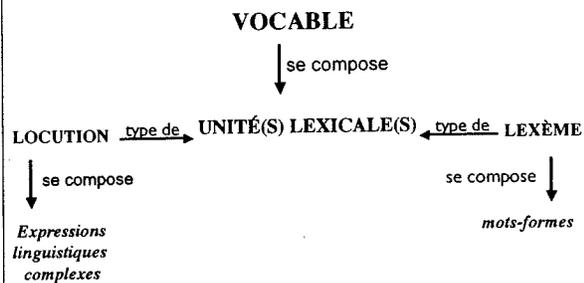 VOCABLE
se compose
LOCUTION type de UNITÉ(S) LEXICALE(S) type de LEXÈME
se compose
se compose
mots-formes
Expressions
linguistiques
complexes